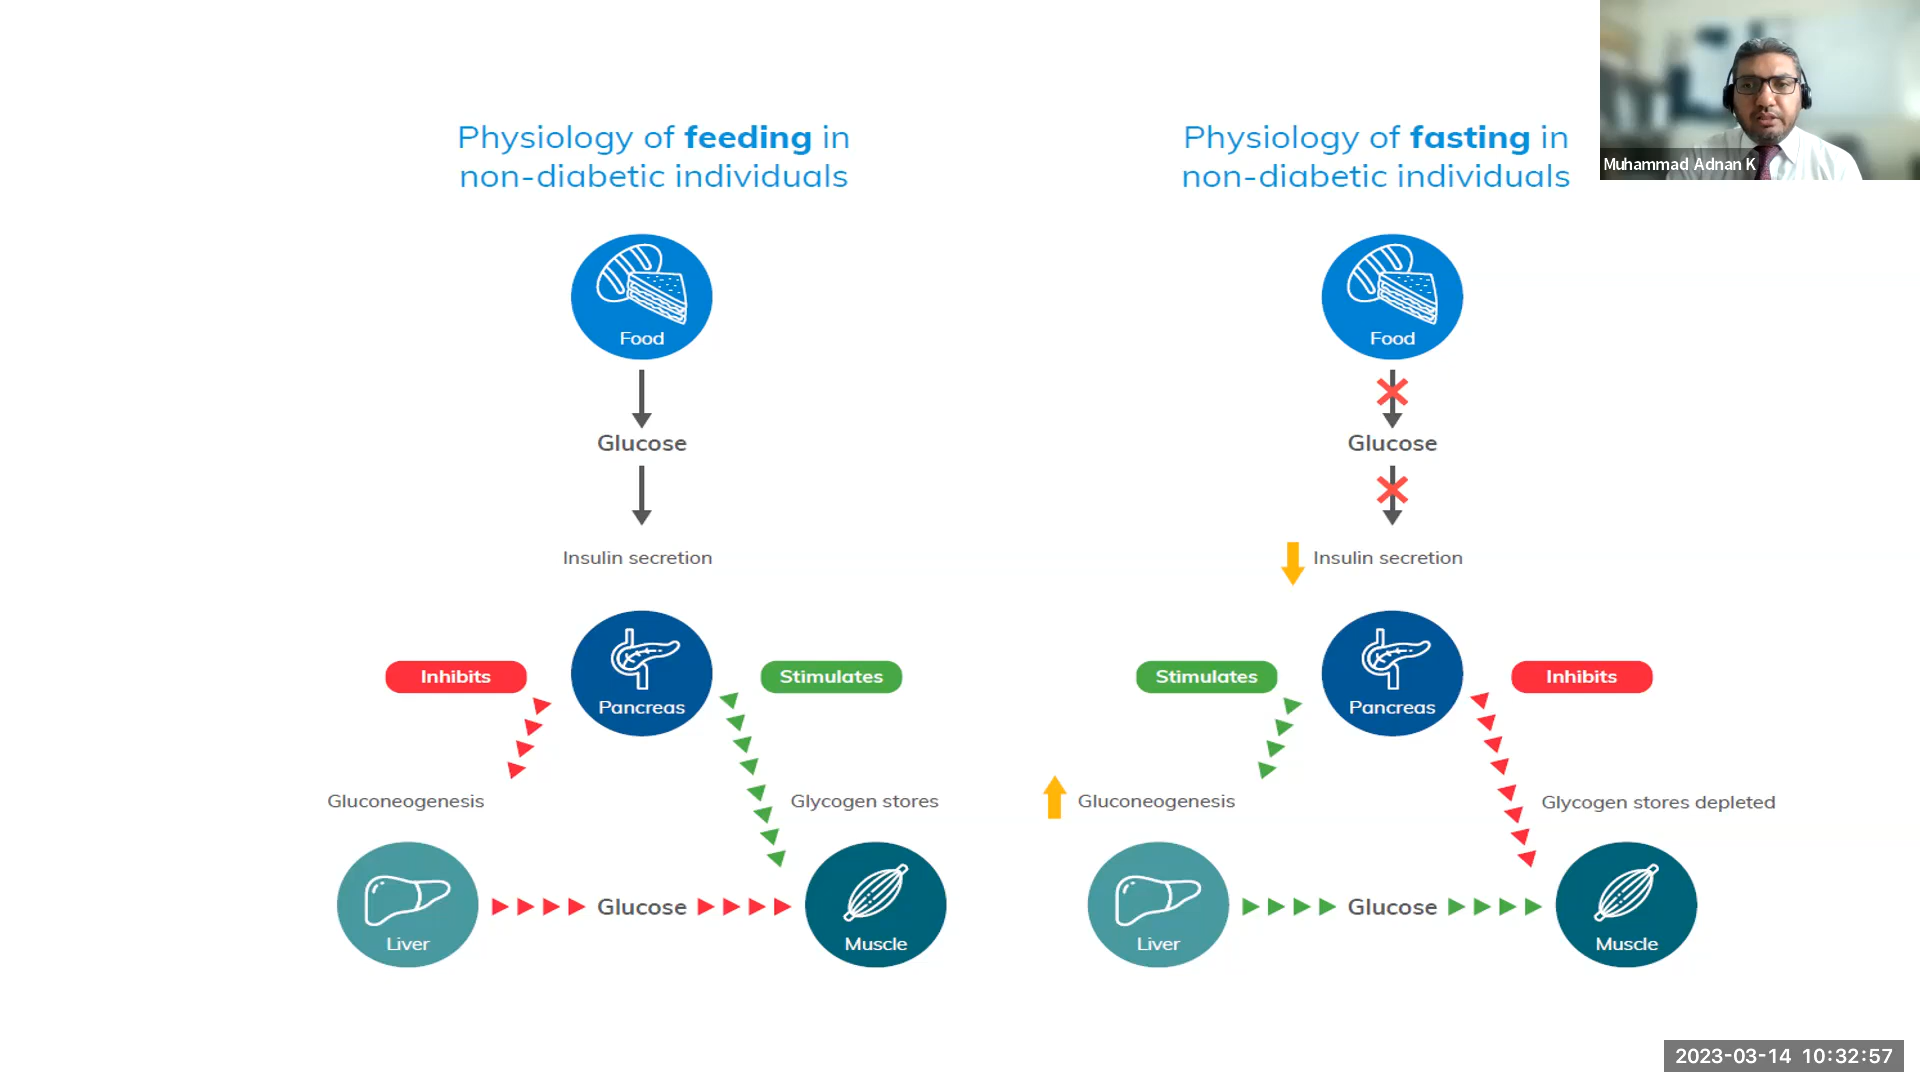 Physiology of feeding in
non-diabetic individuals
Food
Glucose
Insulin secretion
Inhibits
Pancreas
Stimulates
Gluconeogenesis
Glycogen stores
Liver
Glucose
Muscle
Physiology of fasting in
non-diabetic individuals
Food
Glucose
Insulin secretion
Stimulates
Pancreas
Inhibits
Gluconeogenesis
Glycogen stores depleted
Liver
Glucose
Muscle
Muhammad Adnan K
2023-03-14 10:32:57